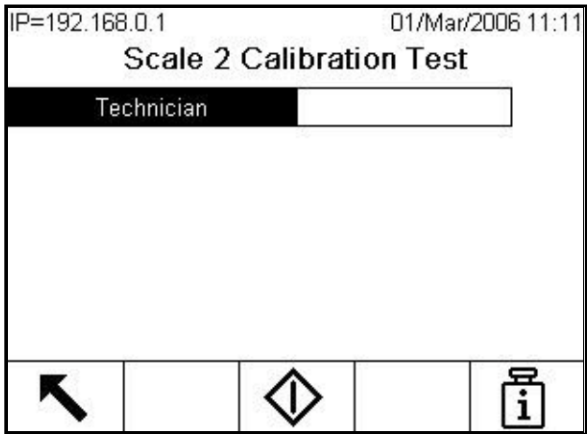 IP=192.168.0.1 01/Mar/2006 11:11
Scale 2 Calibration Test
Technician
i